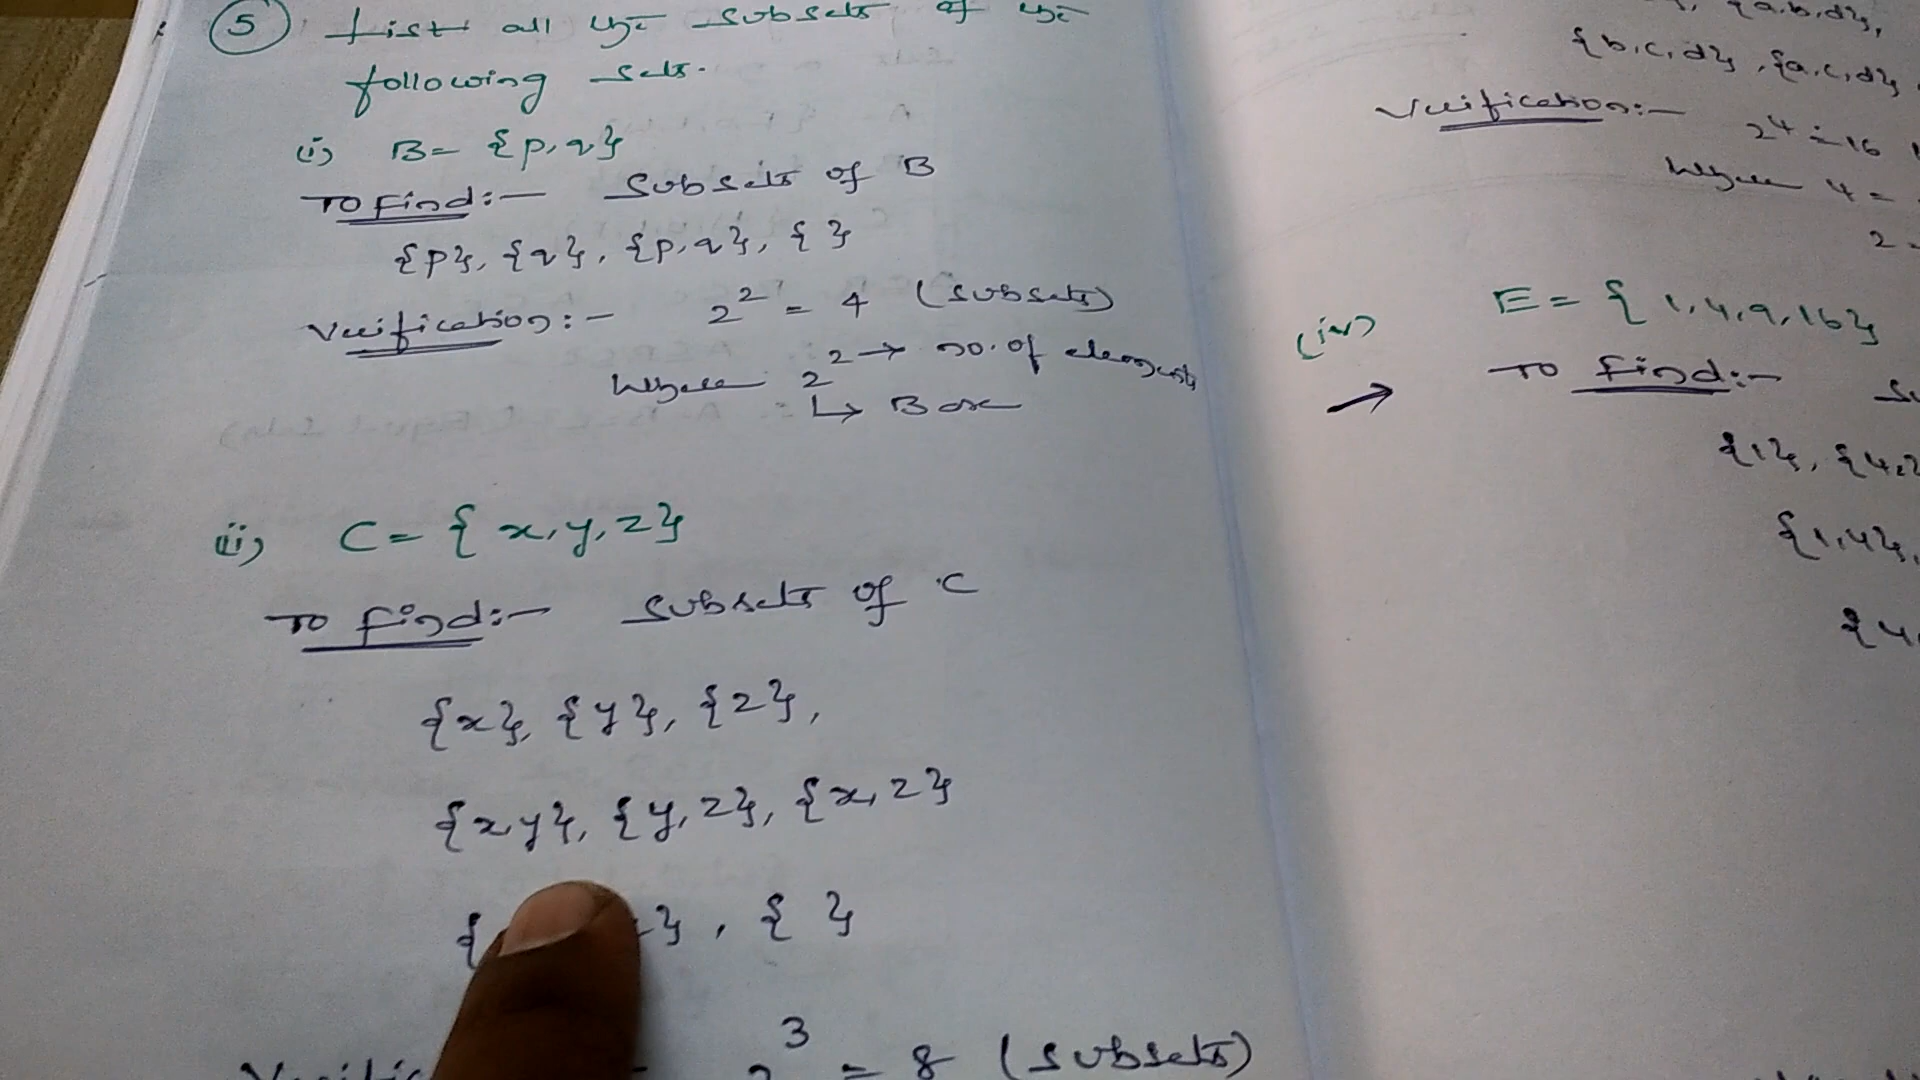 5 List all the subsets of the
following sets.
(i) B = {p, q}
To find:- Subsets of B
{p}, {q}, {p, q}, { }
Verification:- 2² = 4 (subsets)
Where 2² → no. of elements
↳ Base
(ii) C = { x, y, z}
To find:- subsets of C
{x}, {y}, {z},
{x,y}, {y, z}, {x, z}
{ z} , { }
3 = 8 (subsets)
{a,b,d},
{b,c,d}, {a,c,d}
Verification:- 2⁴ = 16
Where 4 =
2
(iv) E = { 1, 4, 9, 16}
→ To find:-
{1}, {4},
{1,4},
{4,